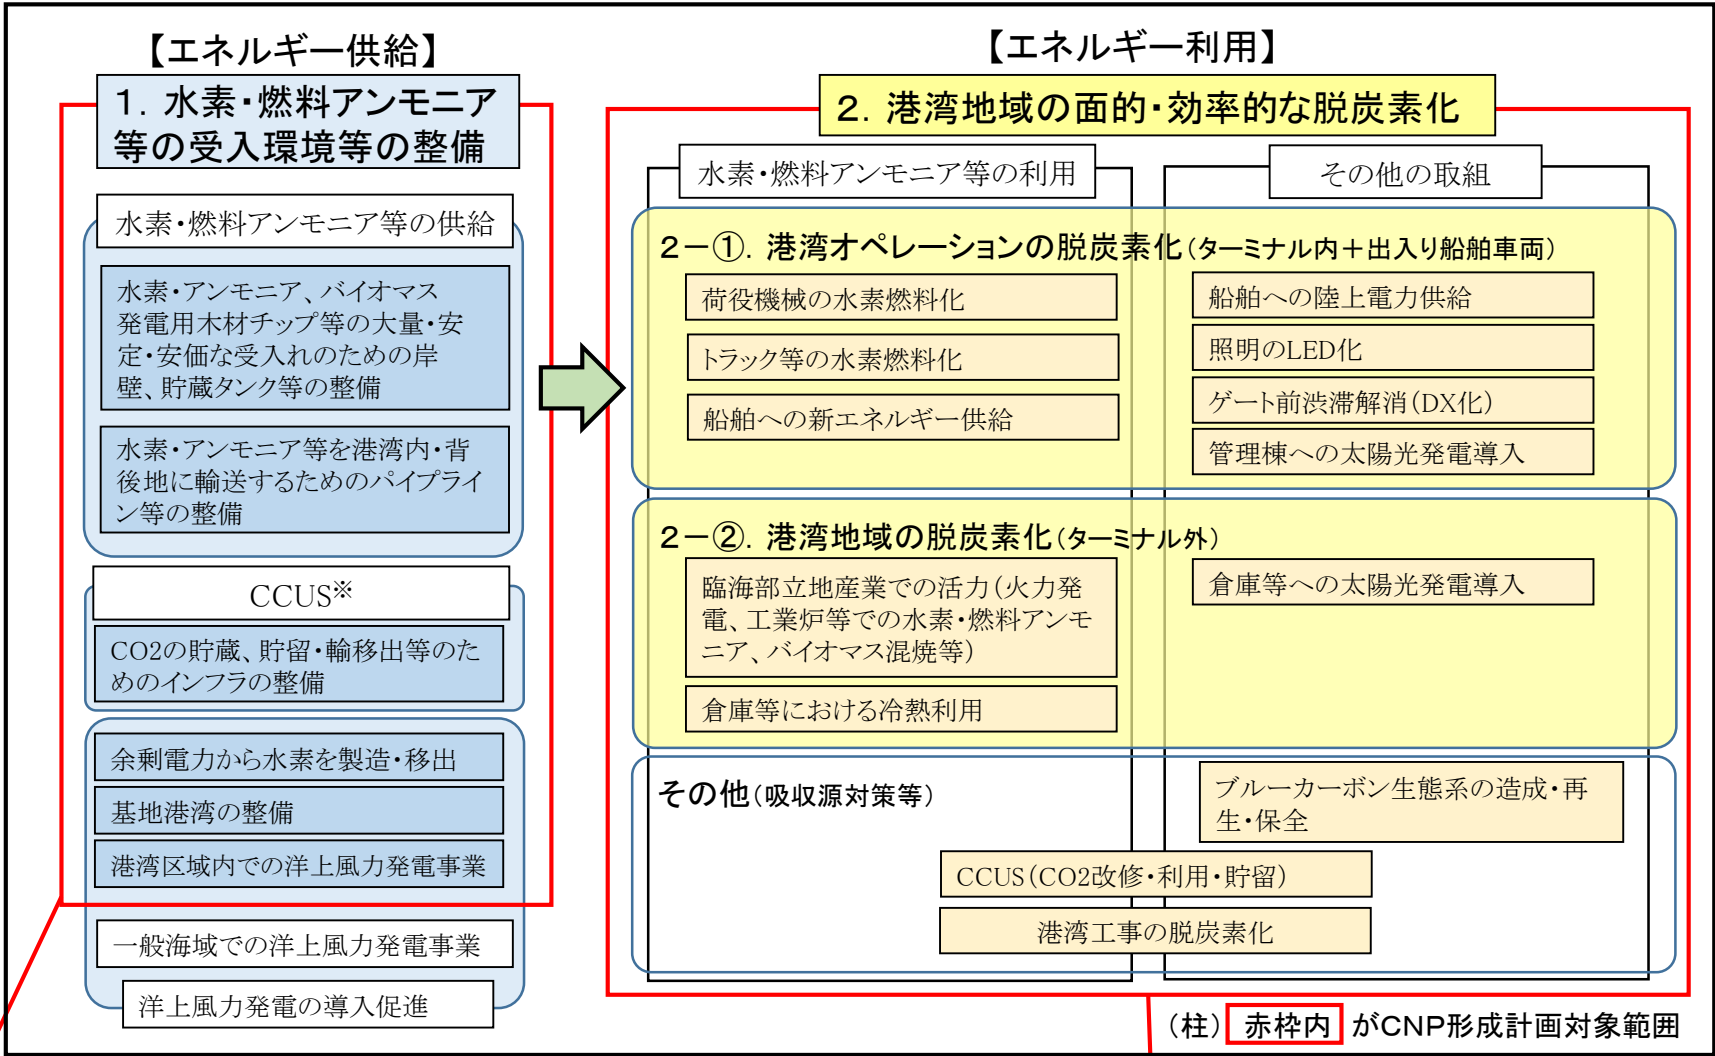 【エネルギー供給】
1. 水素・燃料アンモニア
等の受入環境等の整備
水素・燃料アンモニア等の供給
水素・アンモニア、バイオマス
発電用木材チップ等の大量・安
定・安価な受入れのための岸
壁、貯蔵タンク等の整備
水素・アンモニア等を港湾内・背
後地に輸送するためのパイプライ
ン等の整備
CCUS※
CO2の貯蔵、貯留・輸移出等のた
めのインフラの整備
余剰電力から水素を製造・移出
基地港湾の整備
港湾区域内での洋上風力発電事業
一般海域での洋上風力発電事業
洋上風力発電の導入促進
【エネルギー利用】
2. 港湾地域の面的・効率的な脱炭素化
水素・燃料アンモニア等の利用
その他の取組
2-①. 港湾オペレーションの脱炭素化(ターミナル内+出入り船舶車両)
荷役機械の水素燃料化
トラック等の水素燃料化
船舶への新エネルギー供給
船舶への陸上電力供給
照明のLED化
ゲート前渋滞解消(DX化)
管理棟への太陽光発電導入
2-②. 港湾地域の脱炭素化(ターミナル外)
臨海部立地産業での活力(火力発
電、工業炉等での水素・燃料アンモ
ニア、バイオマス混焼等)
倉庫等における冷熱利用
倉庫等への太陽光発電導入
その他(吸収源対策等)
ブルーカーボン生態系の造成・再
生・保全
CCUS(CO2改修・利用・貯留)
港湾工事の脱炭素化
(柱) 赤枠内 がCNP形成計画対象範囲